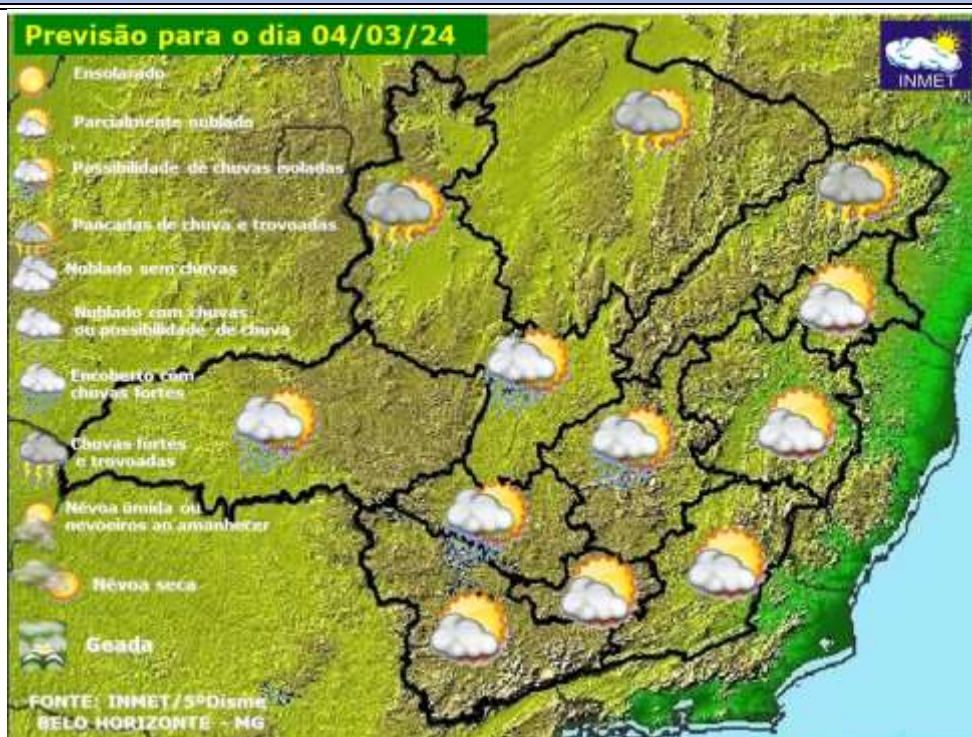 Previsão para o dia 04/03/24
INMET
Ensolarado
Parcialmente nublado
Possibilidade de chuvas isoladas
Pancadas de chuva e trovoadas
Nublado sem chuvas
Nublado com chuvas
ou possibilidade de chuva
Encoberto com
chuvas fortes
Chuvas fortes
e trovoadas
Névoa úmida ou
nevoeiros ao amanhecer
Névoa seca
Geada
FONTE: INMET/5ºDisme
BELO HORIZONTE - MG